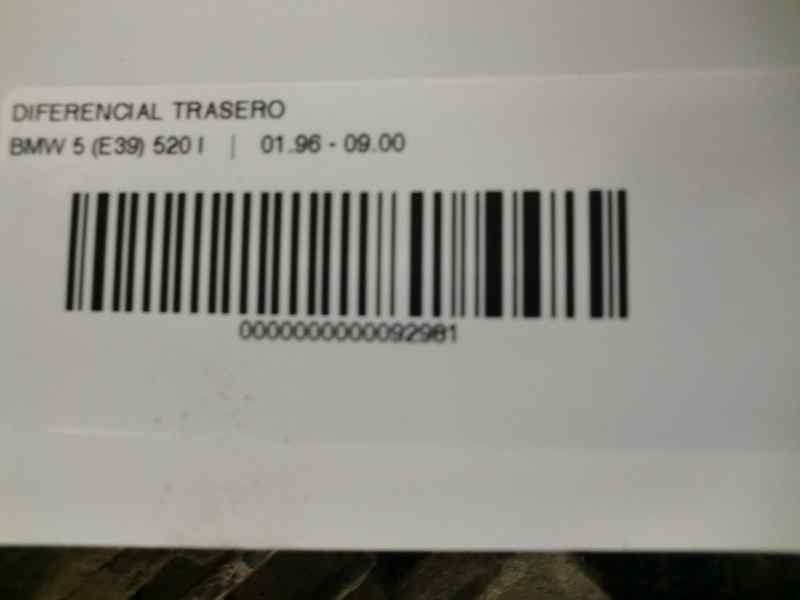 DIFERENCIAL TRASERO
BMW 5 (E39) 520 I | 01.96 - 09.00
0000000000092981